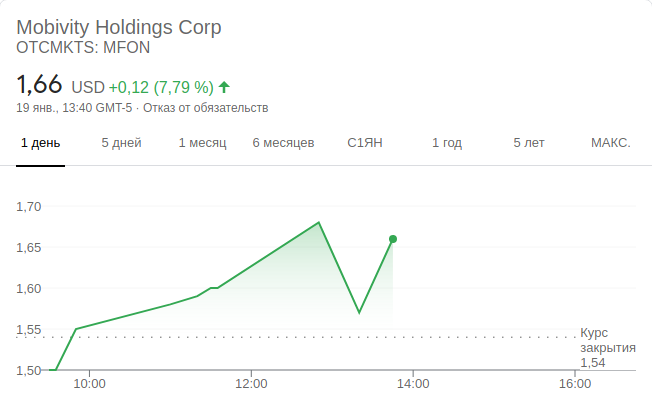 Mobivity Holdings Corp
OTCMKTS: MFON
1,66 USD +0,12 (7,79 %)
19 янв., 13:40 GMT-5 · Отказ от обязательств
1 день 5 дней 1 месяц 6 месяцев С1ЯН 1 год 5 лет МАКС.
1,70
1,65
1,60
1,55
Курс
закрытия
1,54
1,50
10:00 12:00 14:00 16:00